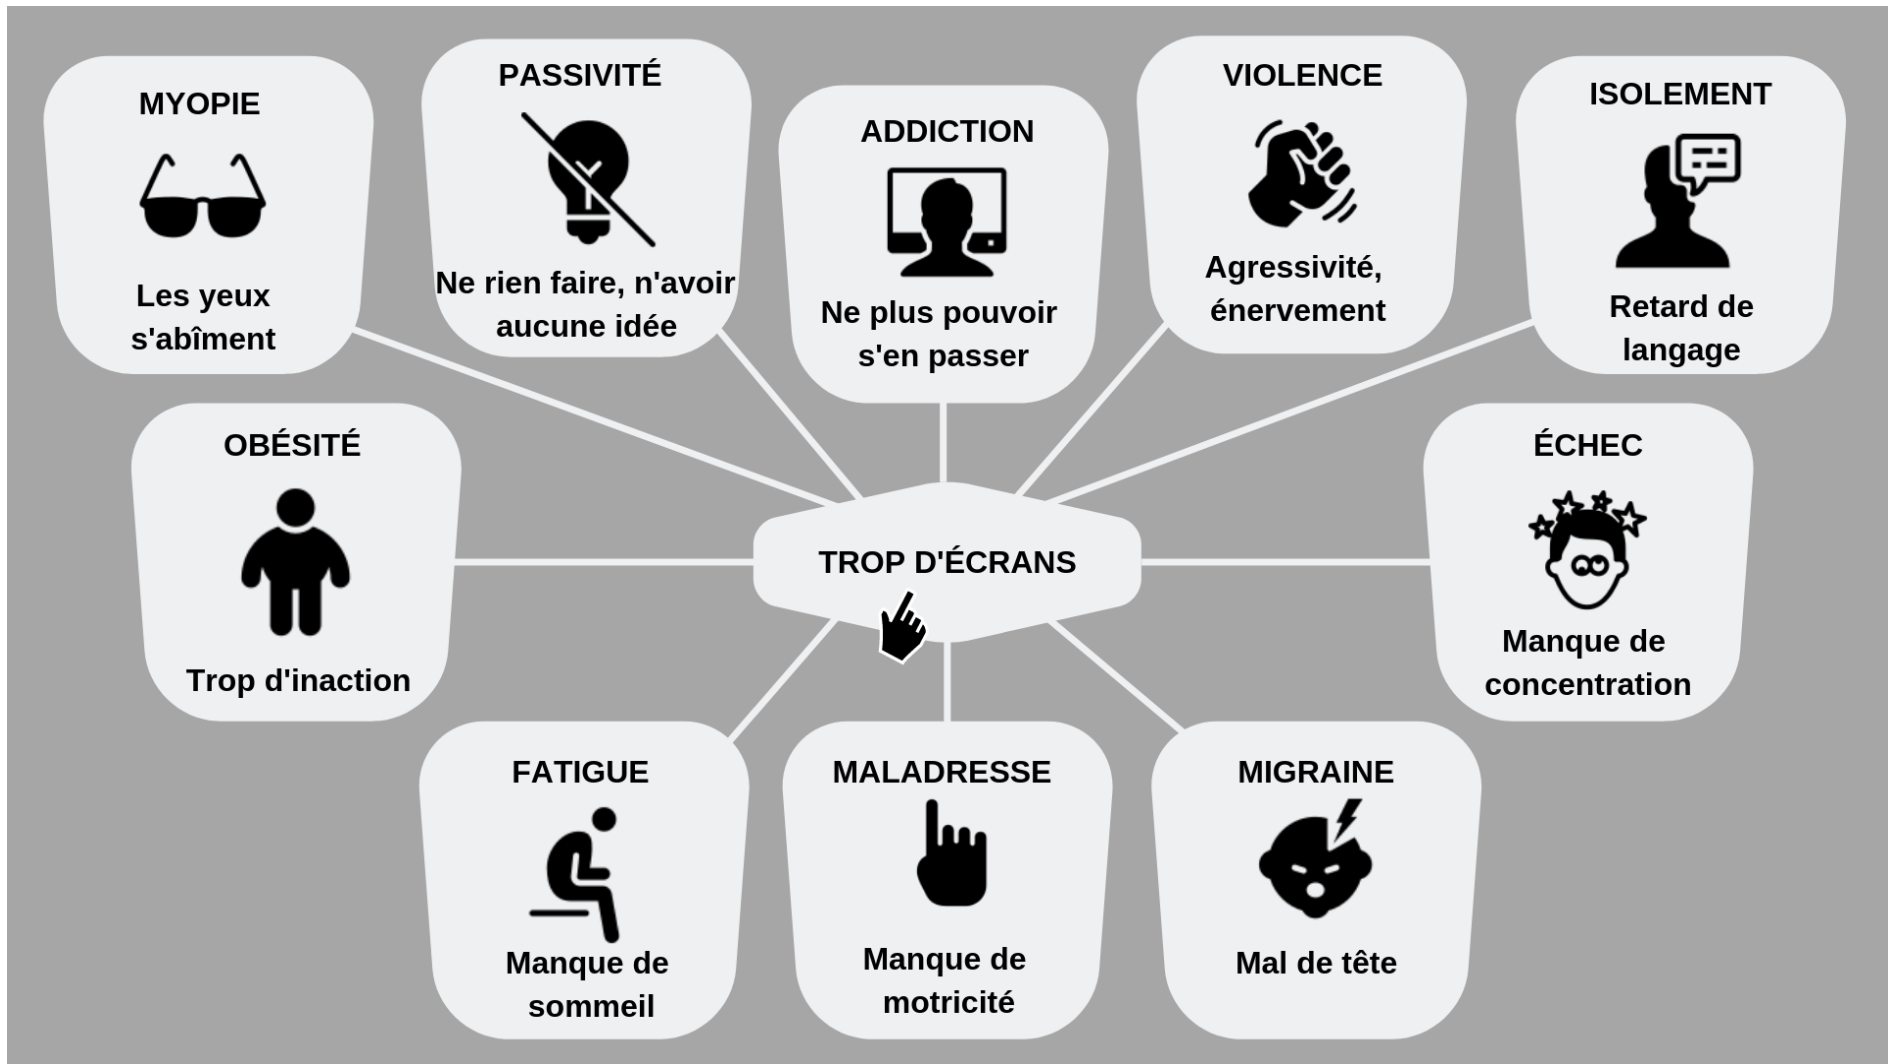 MYOPIE
Les yeux
s'abîment
PASSIVITÉ
Ne rien faire, n'avoir
aucune idée
ADDICTION
Ne plus pouvoir
s'en passer
VIOLENCE
Agressivité,
énervement
ISOLEMENT
Retard de
langage
OBÉSITÉ
Trop d'inaction
TROP D'ÉCRANS
ÉCHEC
Manque de
concentration
FATIGUE
Manque de
sommeil
MALADRESSE
Manque de
motricité
MIGRAINE
Mal de tête